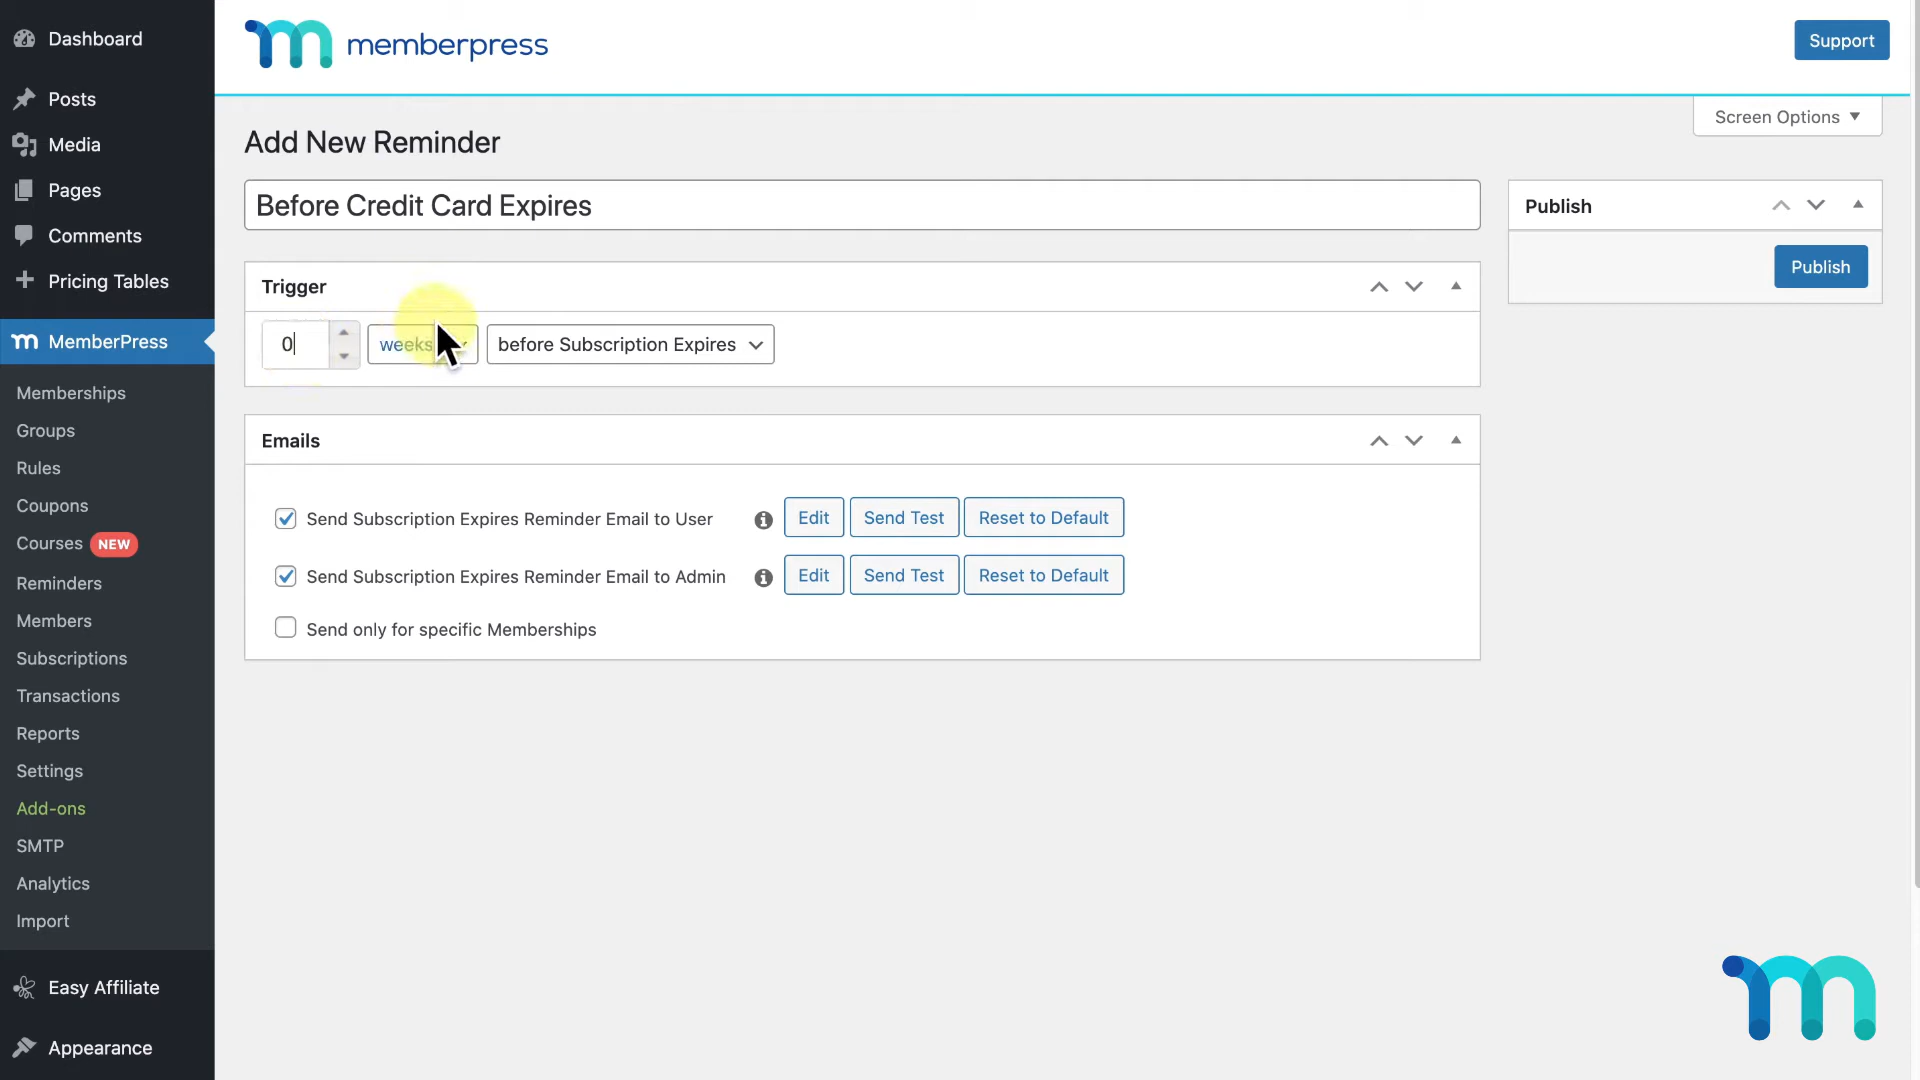 Dashboard
Posts
Media
Pages
Comments
Pricing Tables
MemberPress
Memberships
Groups
Rules
Coupons
Courses NEW
Reminders
Members
Subscriptions
Transactions
Reports
Settings
Add-ons
SMTP
Analytics
Import
Easy Affiliate
Appearance
memberpress
Support
Screen Options
Add New Reminder
Before Credit Card Expires
Trigger
0 weeks before Subscription Expires
Emails
Send Subscription Expires Reminder Email to User Edit Send Test Reset to Default
Send Subscription Expires Reminder Email to Admin Edit Send Test Reset to Default
Send only for specific Memberships
Publish
Publish